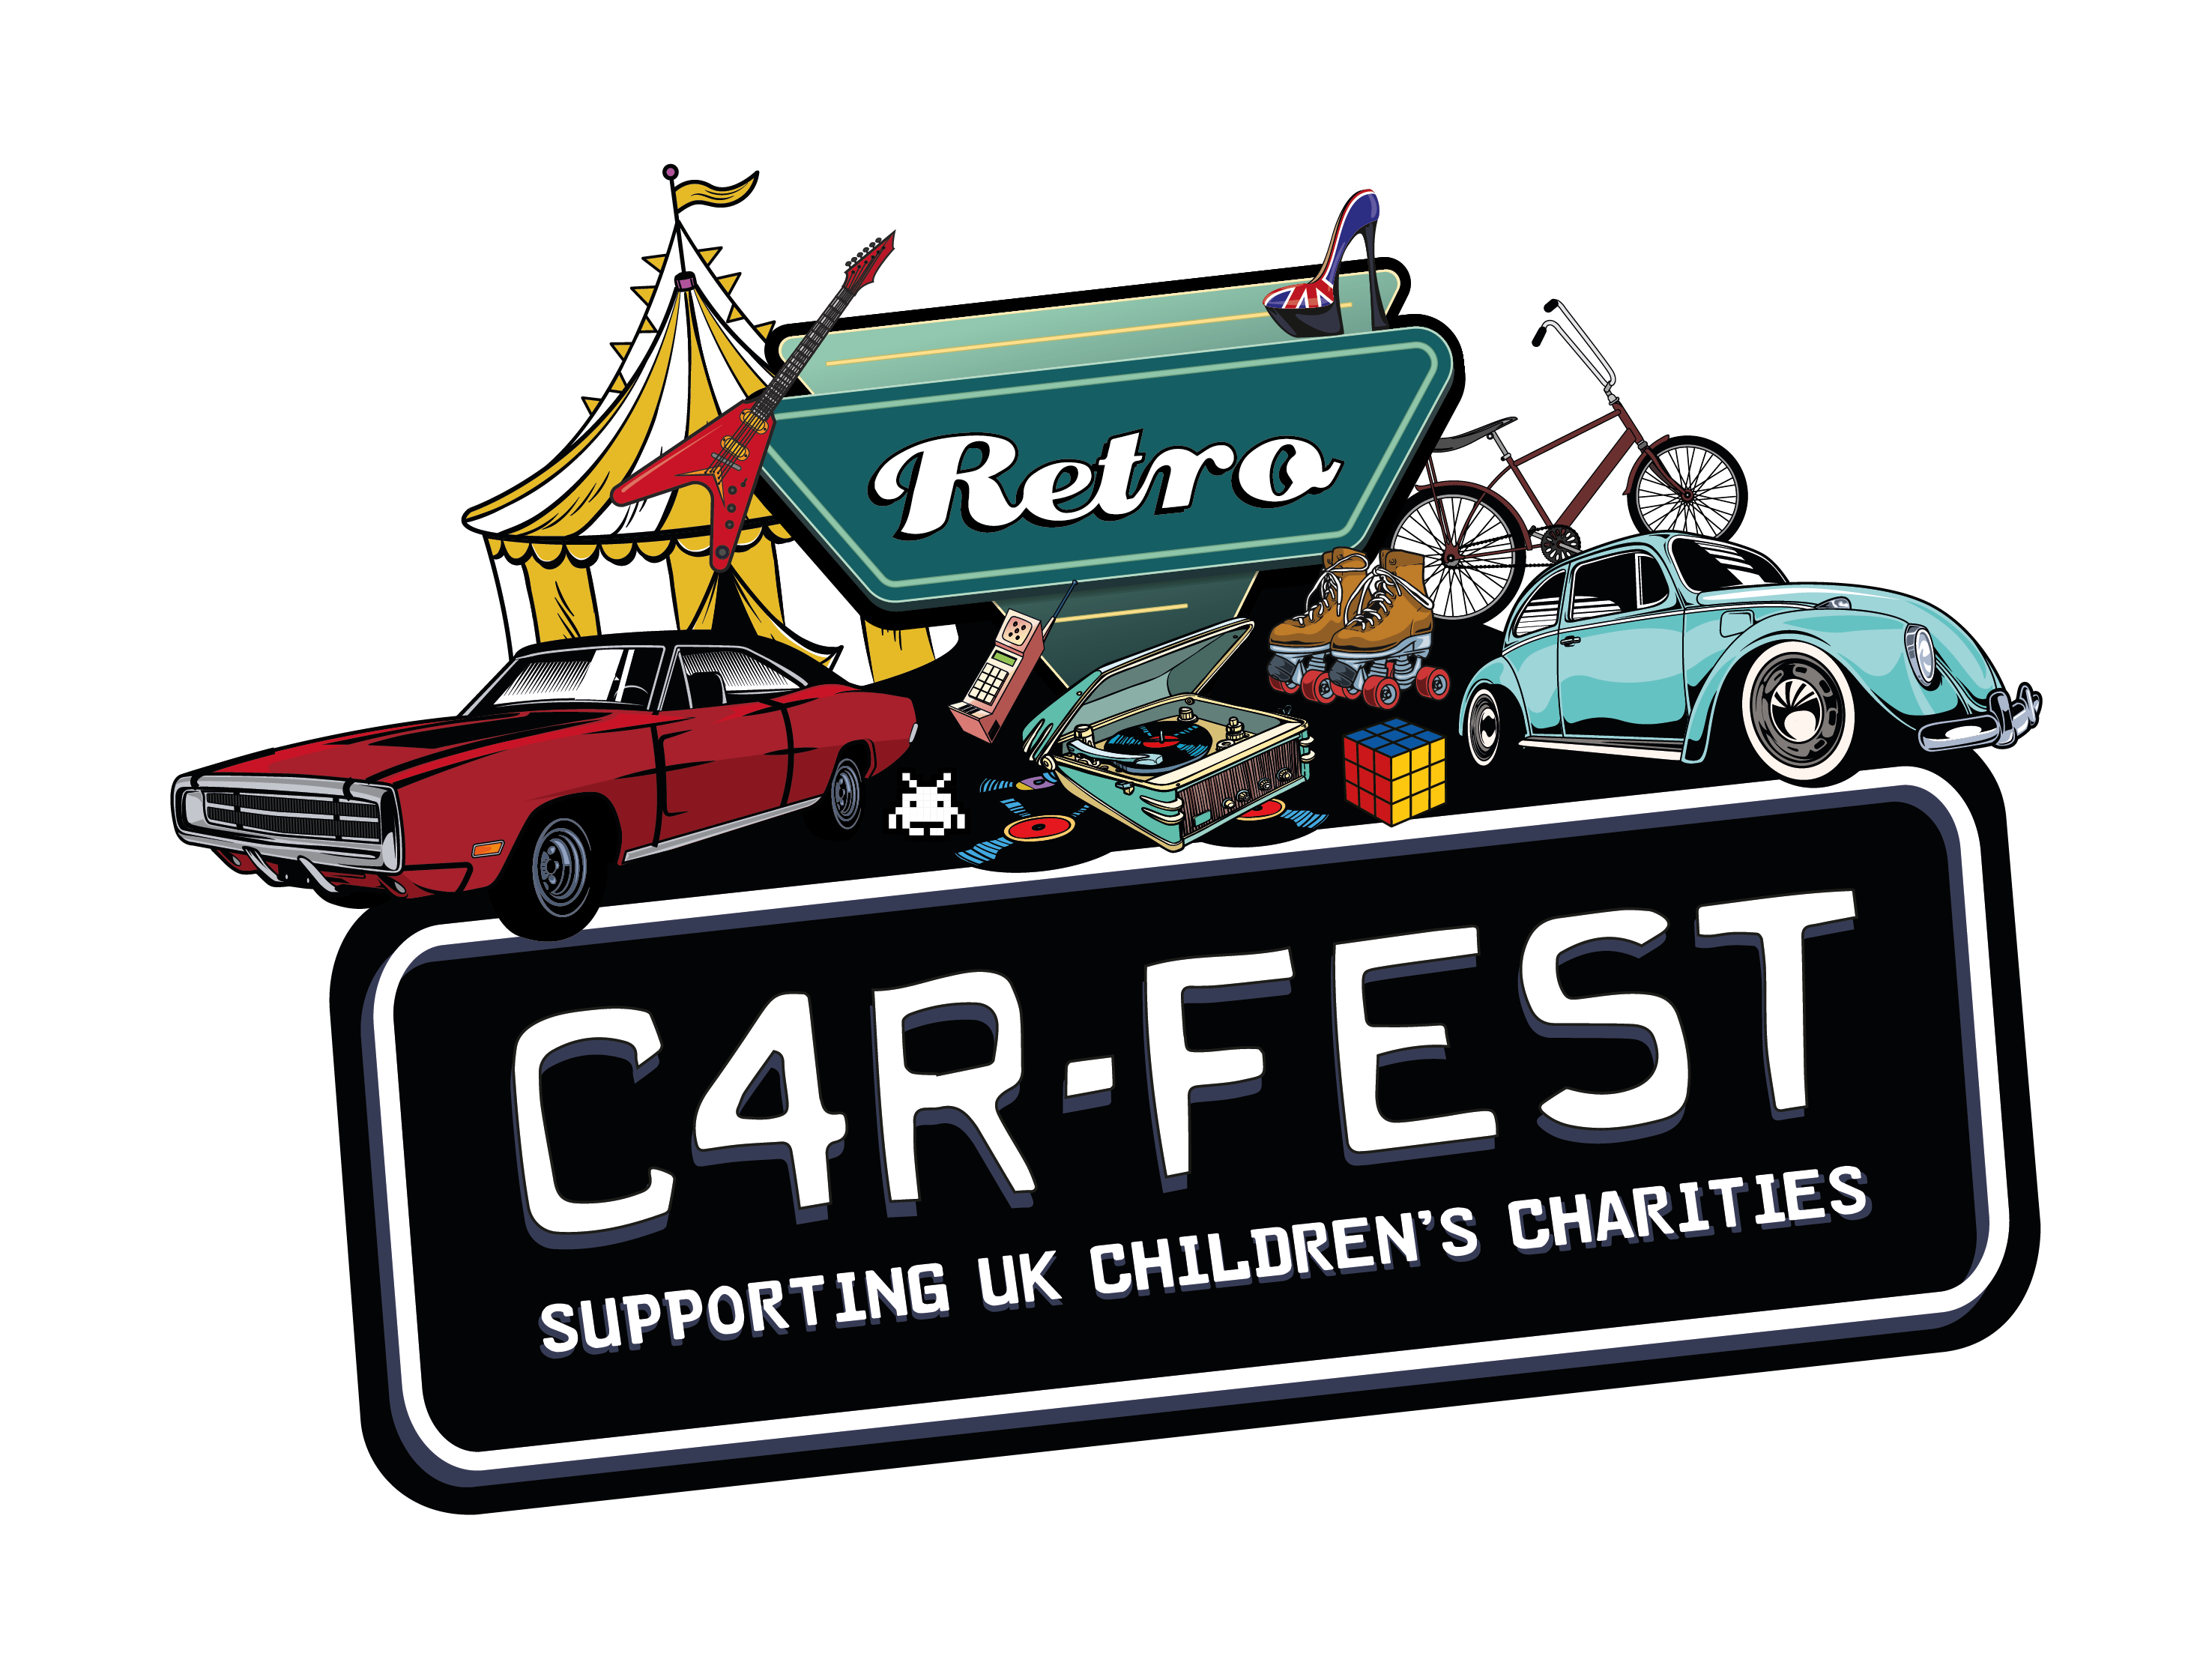 Retro
C4R-FEST
SUPPORTING UK CHILDREN'S CHARITIES